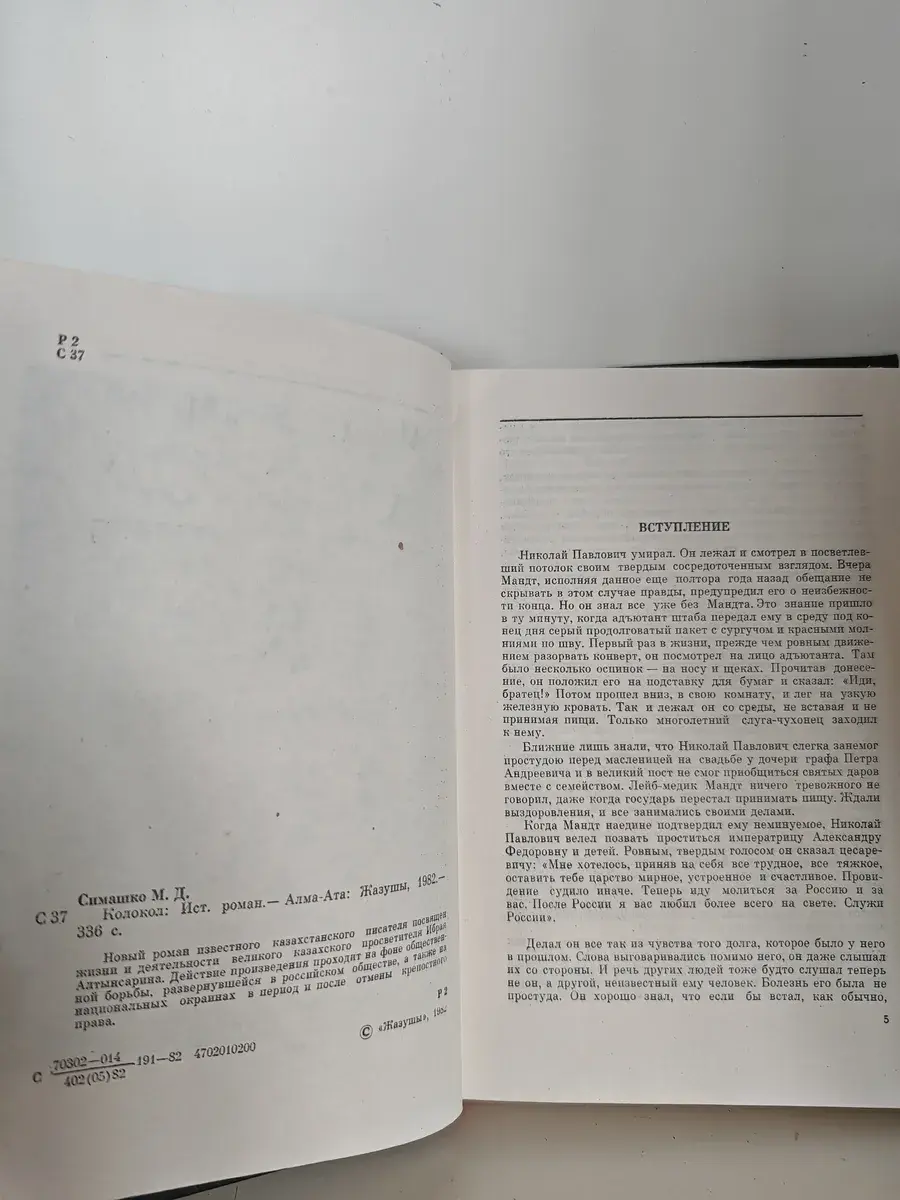 Р 2
С 37
Симашко М. Д.
С 37 Колокол: Ист. роман.— Алма-Ата: Жазушы, 1982.—
336 с.
Новый роман известного казахстанского писателя посвящен
жизни и деятельности великого казахского просветителя Ибрая
Алтынсарина. Действие произведения проходит на фоне обществен-
ной борьбы, развернувшейся в российском обществе, а также на
национальных окраинах в период и после отмены крепостного
права.
Р 2
С 70302—014
402(05)82 191—82 4702010200
© «Жазушы», 1982
ВСТУПЛЕНИЕ
Николай Павлович умирал. Он лежал и смотрел в посветлев-
ший потолок своим твердым сосредоточенным взглядом. Вчера
Мандт, исполняя данное еще полтора года назад обещание не
скрывать в этом случае правды, предупредил его о неизбежнос-
ти конца. Но он знал все уже без Мандта. Это знание пришло
в ту минуту, когда адъютант штаба передал ему в среду под ко-
нец дня серый продолговатый пакет с сургучом и красными мол-
ниями по шву. Первый раз в жизни, прежде чем ровным движе-
нием разорвать конверт, он посмотрел на лицо адъютанта. Там
было несколько оспинок — на носу и щеках. Прочитав донесе-
ние, он положил его на подставку для бумаг и сказал: «Иди,
братец!» Потом прошел вниз, в свою комнату, и лег на узкую
железную кровать. Так и лежал он со среды, не вставая и не
принимая пищи. Только многолетний слуга-чухонец заходил
к нему.
Ближние лишь знали, что Николай Павлович слегка занемог
простудою перед масленицей на свадьбе у дочери графа Петра
Андреевича и в великий пост не смог приобщиться святых даров
вместе с семейством. Лейб-медик Мандт ничего тревожного не
говорил, даже когда государь перестал принимать пищу. Ждали
выздоровления, и все занимались своими делами.
Когда Мандт наедине подтвердил ему неминуемое, Николай
Павлович велел позвать проститься императрицу Александру
Федоровну и детей. Ровным, твердым голосом он сказал цесаре-
вичу: «Мне хотелось, приняв на себя все трудное, все тяжкое,
оставить тебе царство мирное, устроенное и счастливое. Прови-
дение судило иначе. Теперь иду молиться за Россию и за
вас. После России я вас любил более всего на свете. Служи
России».
Делал он все так из чувства того долга, которое было у него
в прошлом. Слова выговаривались помимо него, он даже слышал
их со стороны. И речь других людей тоже будто слушал теперь
не он, а другой, неизвестный ему человек. Болезнь его была не
простуда. Он хорошо знал, что если бы встал, как обычно,
5